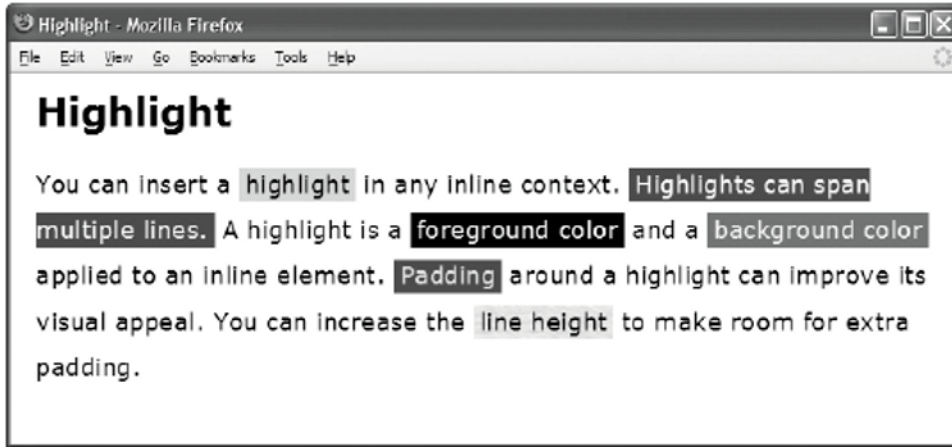 Highlight - Mozilla Firefox
File Edit View Go Bookmarks Tools Help
Highlight
You can insert a highlight in any inline context. Highlights can span
multiple lines. A highlight is a foreground color and a background color
applied to an inline element. Padding around a highlight can improve its
visual appeal. You can increase the line height to make room for extra
padding.